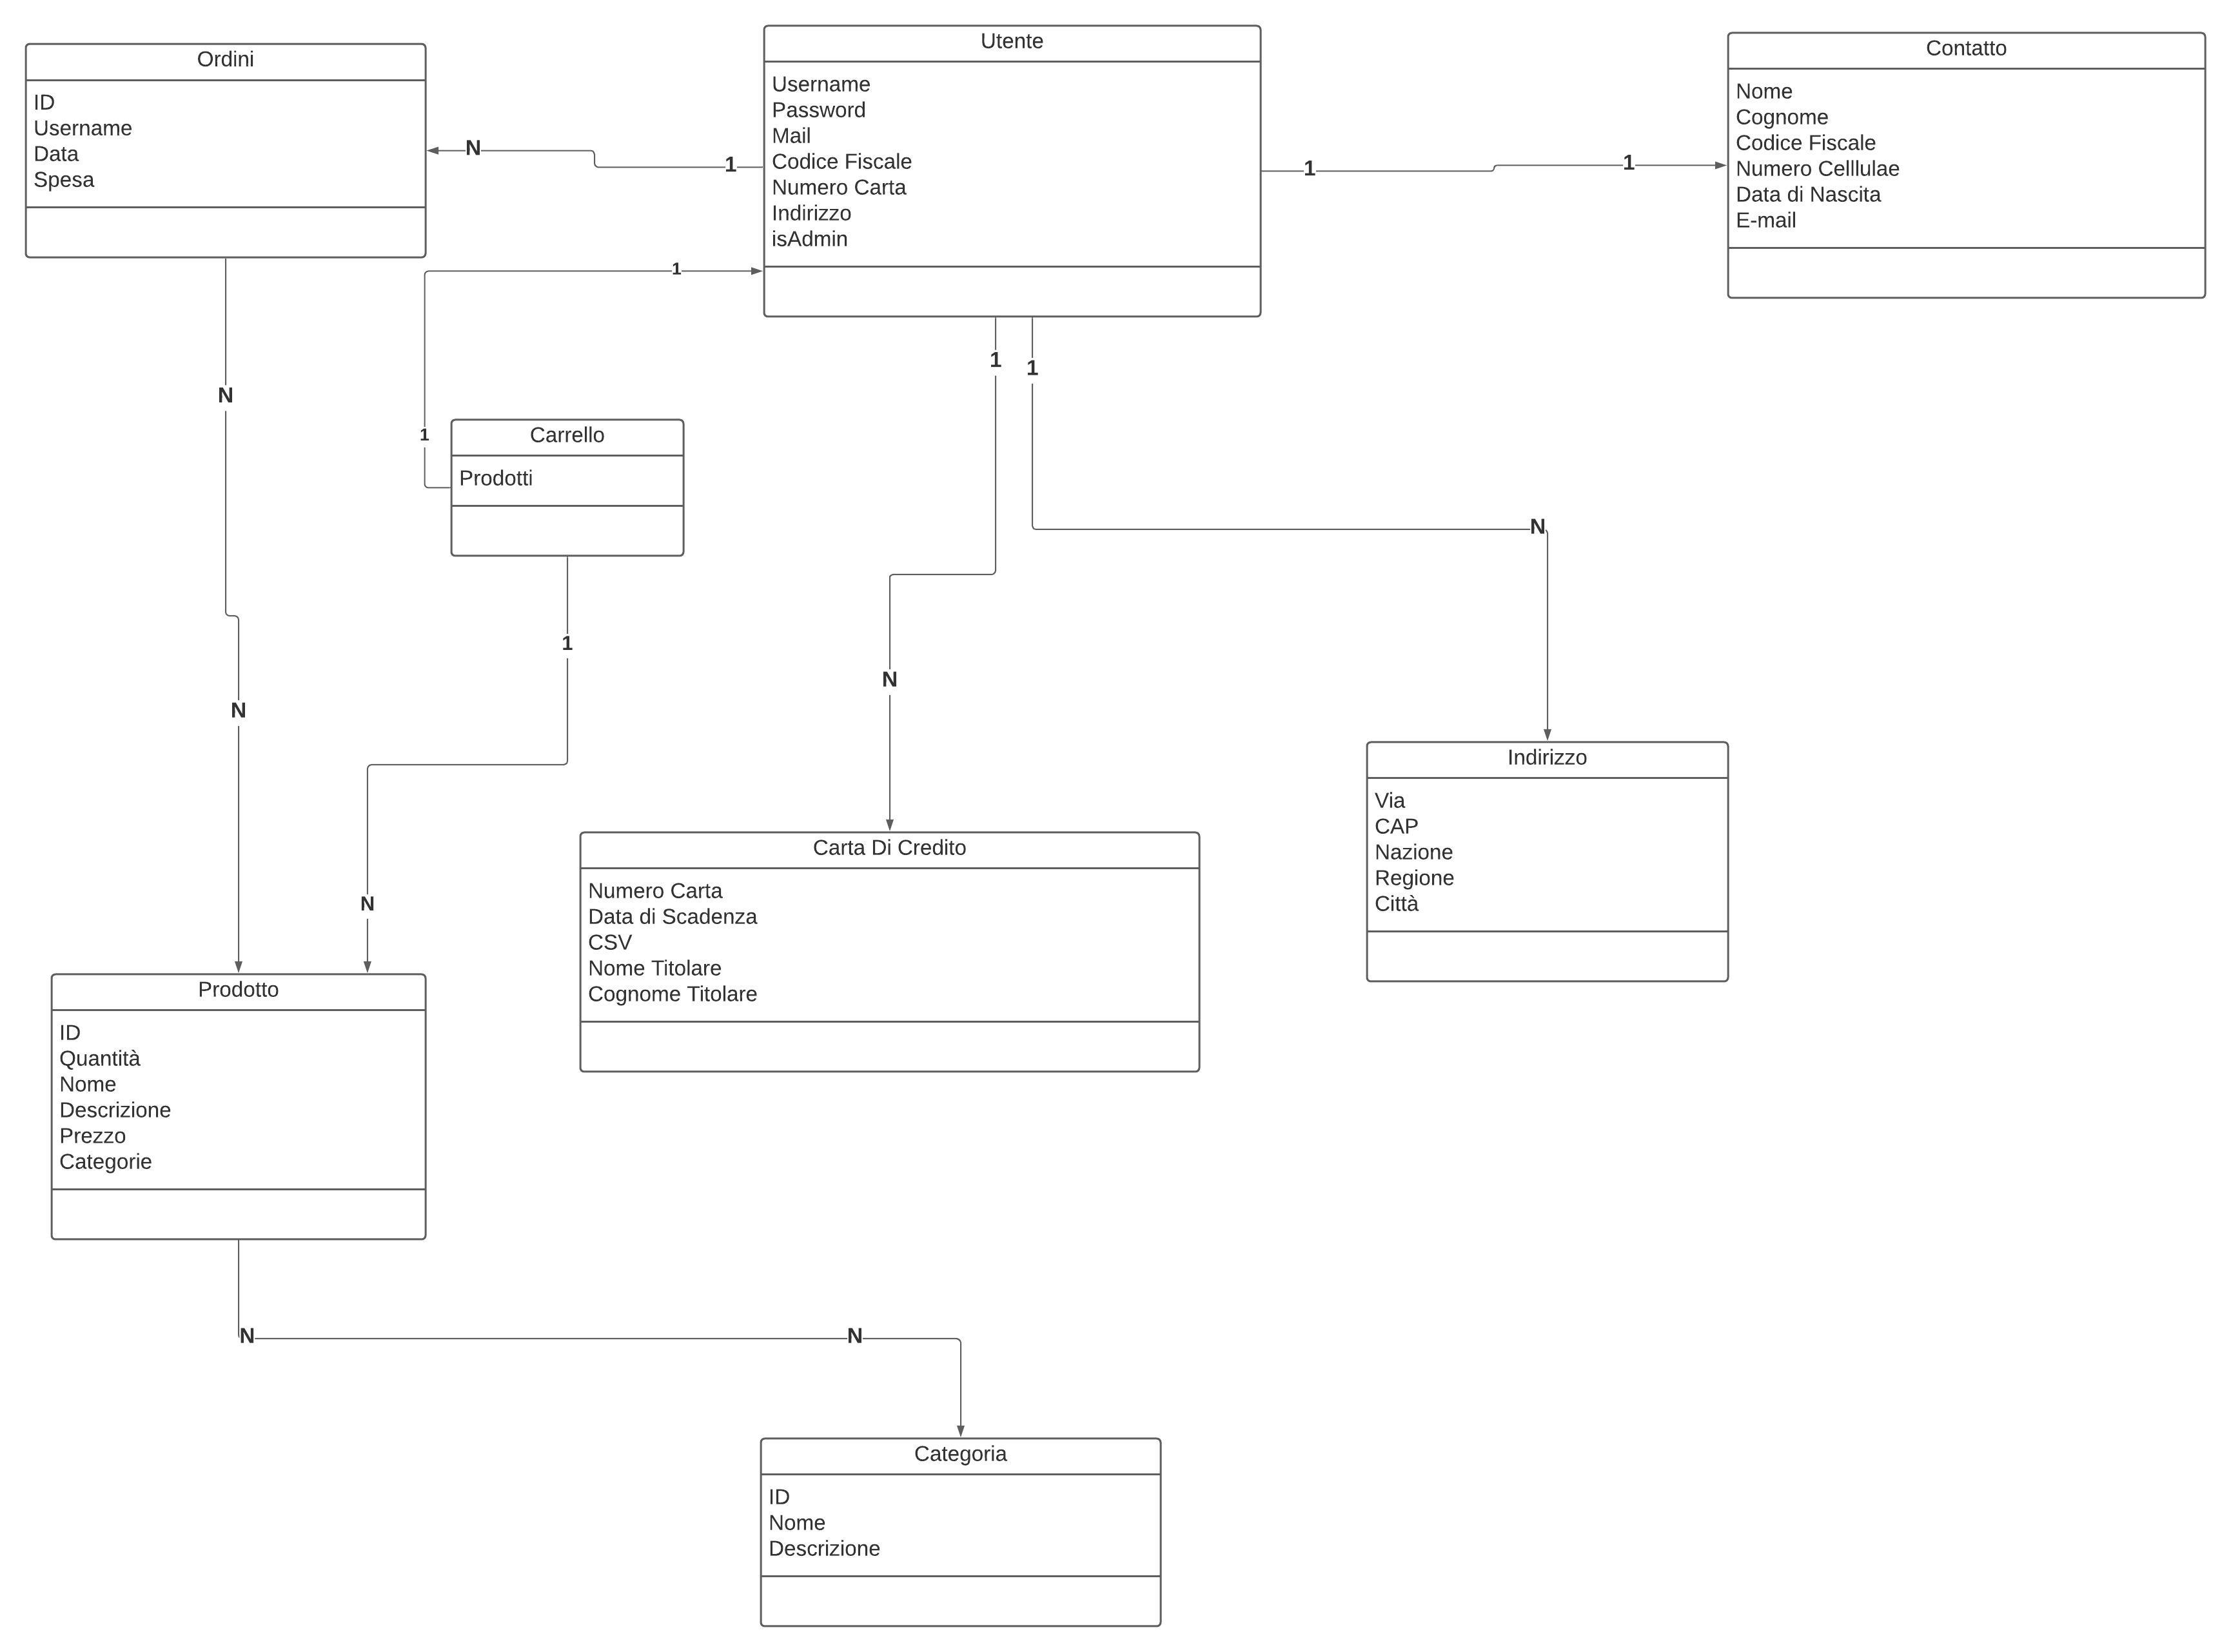 Ordini
ID
Username
Data
Spesa
Utente
Username
Password
Mail
Codice Fiscale
Numero Carta
Indirizzo
isAdmin
Contatto
Nome
Cognome
Codice Fiscale
Numero Celllulae
Data di Nascita
E-mail
N
1
1
1
1
1
1
1
N
N
1
N
N
N
Carrello
Prodotti
Indirizzo
Via
CAP
Nazione
Regione
Città
Carta Di Credito
Numero Carta
Data di Scadenza
CSV
Nome Titolare
Cognome Titolare
Prodotto
ID
Quantità
Nome
Descrizione
Prezzo
Categorie
N
N
Categoria
ID
Nome
Descrizione